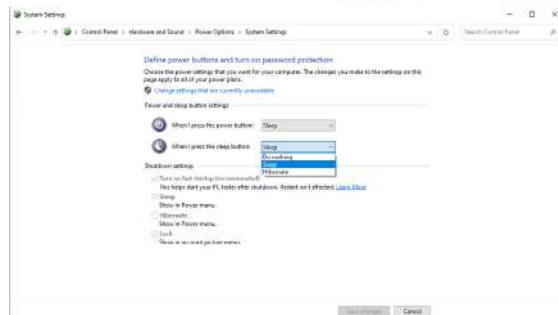 System Settings
Control Panel > Hardware and Sound > Power Options > System Settings
Search Control Panel
Define power buttons and turn on password protection
Choose the power settings that you want for your computer. The changes you make to the settings on this
page apply to all of your power plans.
Change settings that are currently unavailable
Power and sleep button settings
When I press the power button: Sleep
When I press the sleep button: Sleep
Do nothing
Sleep
Hibernate
Shutdown settings
Turn on fast startup (recommended)
This helps start your PC faster after shutdown. Restart isn't affected. Learn More
Sleep
Show in Power menu.
Hibernate
Show in Power menu.
Lock
Show in account picture menu.
Save changes Cancel